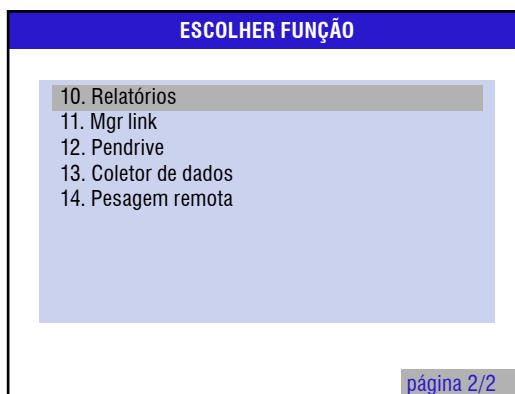 ESCOLHER FUNÇÃO
10. Relatórios
11. Mgr link
12. Pendrive
13. Coletor de dados
14. Pesagem remota
página 2/2